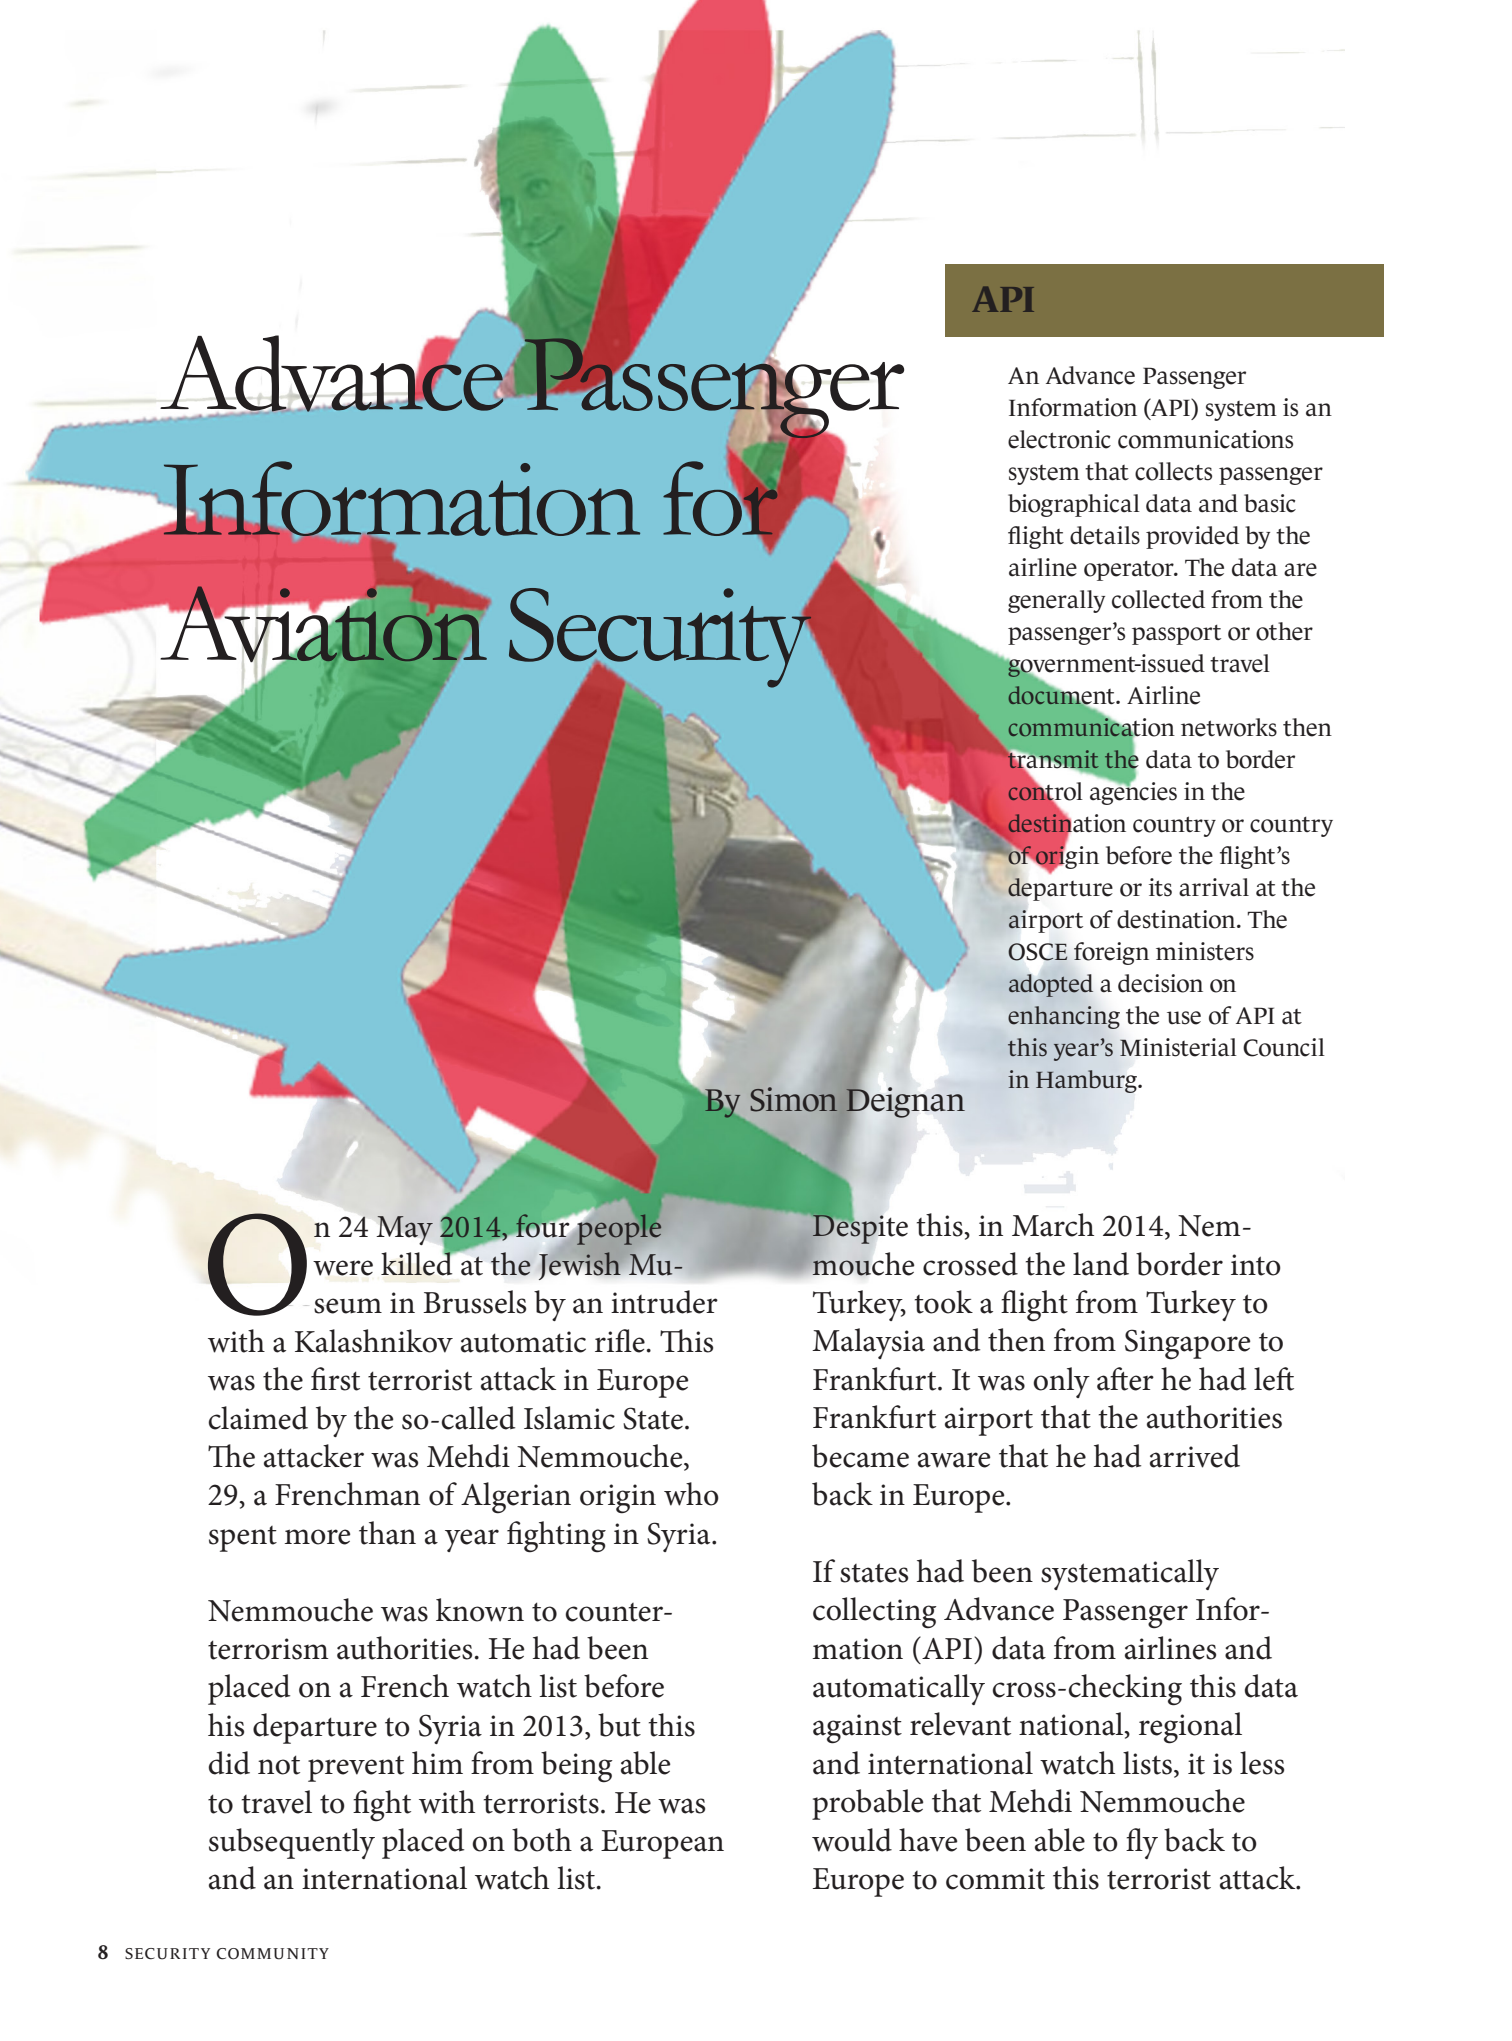 Advance Passenger
Information for
Aviation Security
By Simon Deignan
API
An Advance Passenger
Information (API) system is an
electronic communications
system that collects passenger
biographical data and basic
flight details provided by the
airline operator. The data are
generally collected from the
passenger’s passport or other
government-issued travel
document. Airline
communication networks then
transmit the data to border
control agencies in the
destination country or country
of origin before the flight’s
departure or its arrival at the
airport of destination. The
OSCE foreign ministers
adopted a decision on
enhancing the use of API at
this year’s Ministerial Council
in Hamburg.
On 24 May 2014, four people
were killed at the Jewish Mu-
seum in Brussels by an intruder
with a Kalashnikov automatic rifle. This
was the first terrorist attack in Europe
claimed by the so-called Islamic State.
The attacker was Mehdi Nemmouche,
29, a Frenchman of Algerian origin who
spent more than a year fighting in Syria.
Nemmouche was known to counter-
terrorism authorities. He had been
placed on a French watch list before
his departure to Syria in 2013, but this
did not prevent him from being able
to travel to fight with terrorists. He was
subsequently placed on both a European
and an international watch list.
Despite this, in March 2014, Nem-
mouche crossed the land border into
Turkey, took a flight from Turkey to
Malaysia and then from Singapore to
Frankfurt. It was only after he had left
Frankfurt airport that the authorities
became aware that he had arrived
back in Europe.
If states had been systematically
collecting Advance Passenger Infor-
mation (API) data from airlines and
automatically cross-checking this data
against relevant national, regional
and international watch lists, it is less
probable that Mehdi Nemmouche
would have been able to fly back to
Europe to commit this terrorist attack.
8 SECURITY COMMUNITY